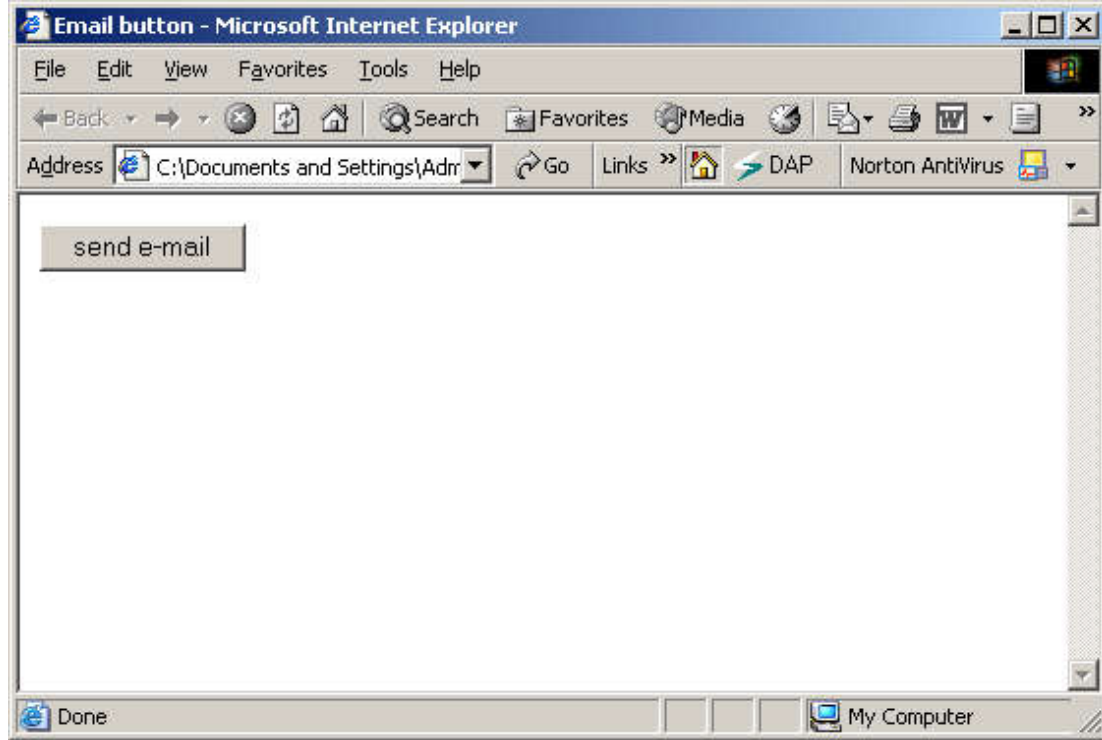 Email button - Microsoft Internet Explorer
File Edit View Favorites Tools Help
Back Search Favorites Media W »
Address C:\Documents and Settings\Adm Go Links » DAP Norton AntiVirus
send e-mail
Done My Computer